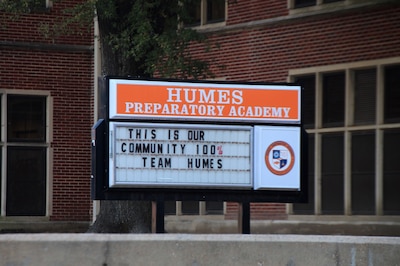 HUMES
PREPARATORY ACADEMY
THIS IS OUR
COMMUNITY 100%
TEAM HUMES